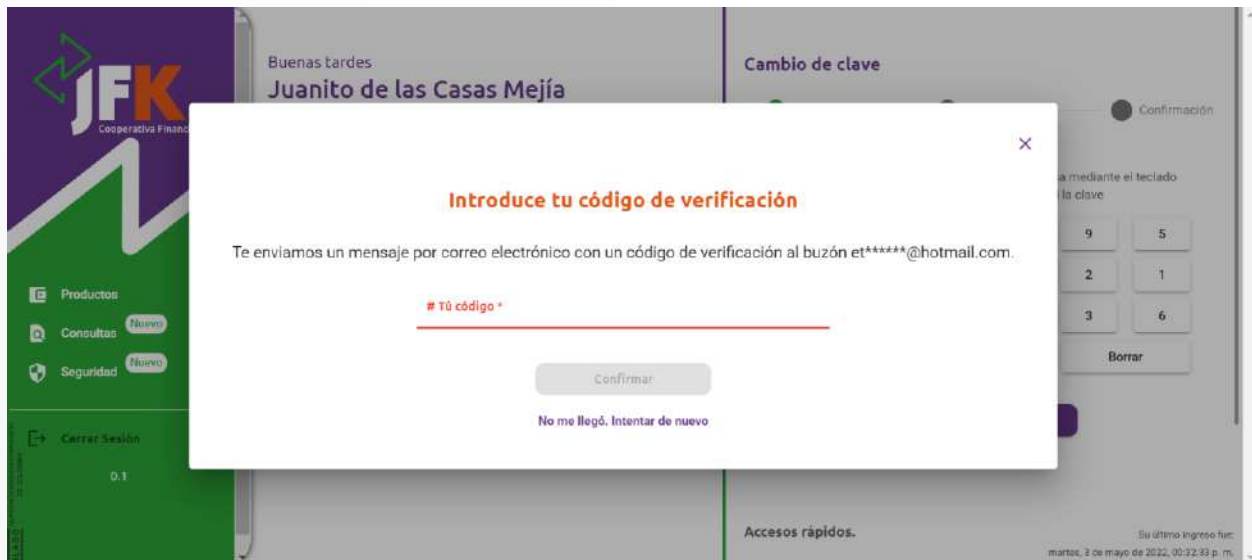 JFK
Cooperativa Financ
Productos
Consultas Nuevo
Seguridad Nuevo
Cerrar Sesión
0.1
Buenas tardes
Juanito de las Casas Mejía
Cambio de clave
Confirmación
a mediante el teclado
la clave
9 5
2 1
3 6
Borrar
×
Introduce tu código de verificación
Te enviamos un mensaje por correo electrónico con un código de verificación al buzón et******@hotmail.com.
# Tú código *
Confirmar
No me llegó. Intentar de nuevo
Accesos rápidos.
Su último ingreso fue:
martes, 3 de mayo de 2022, 00:32:33 p. m.